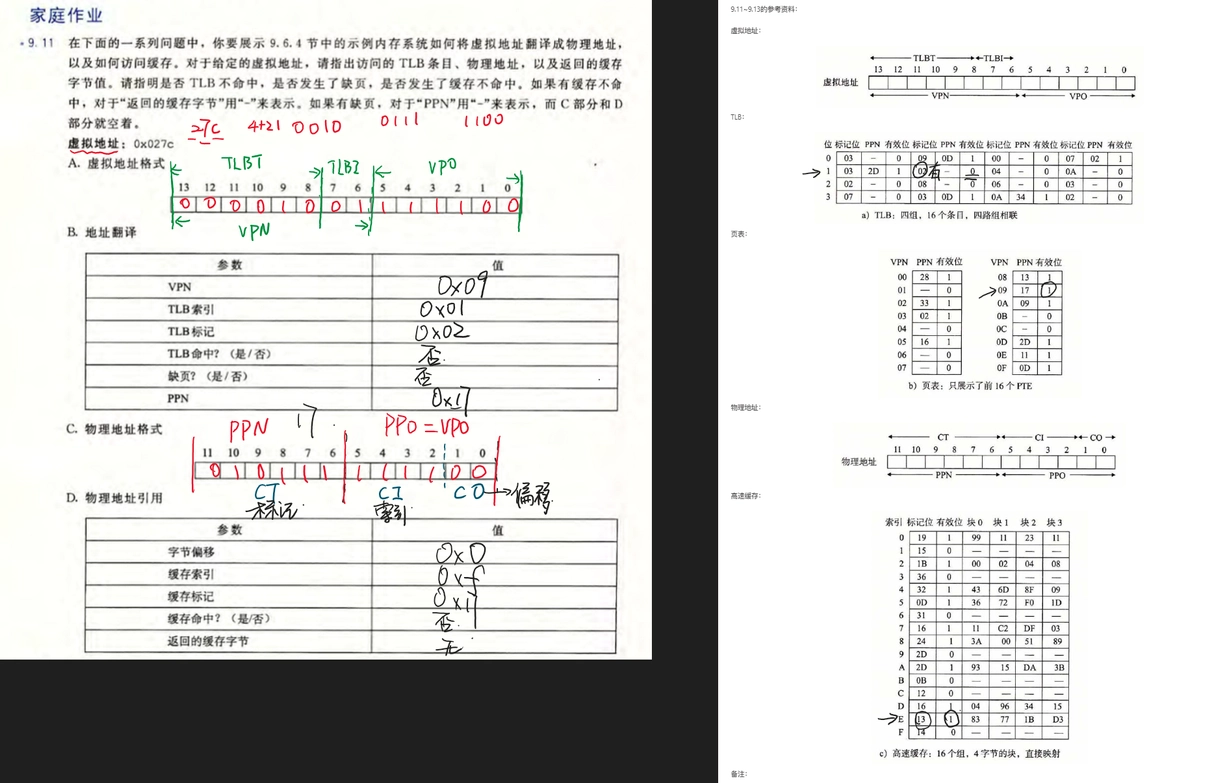 家庭作业
9.11 在下面的一系列问题中，你要展示 9.6.4 节中的示例内存系统如何将虚拟地址翻译成物理地址，
以及如何访问缓存。对于给定的虚拟地址，请指出访问的 TLB 条目、物理地址，以及返回的缓存
字节值。请指明是否 TLB 不命中，是否发生了缺页，是否发生了缓存不命中。如果有缓存不命
中，对于“返回的缓存字节”用“-”来表示。如果有缺页，对于“PPN”用“-”来表示，而 C 部分和 D
部分就空着。
27C 4+21 0010 0111 1100
虚拟地址：0x027c
A. 虚拟地址格式
TLBT TLBI VPO
13 12 11 10 9 8 7 6 5 4 3 2 1 0
0 0 0 0 1 0 0 1 1 1 1 1 0 0
VPN
B. 地址翻译
参数 值
VPN 0x09
TLB 索引 0x01
TLB 标记 0x02
TLB 命中？（是/否） 否
缺页？（是/否） 否
PPN 0x17
C. 物理地址格式
PPN 17 PPO=VPO
11 10 9 8 7 6 5 4 3 2 1 0
0 1 0 1 1 1 1 1 1 1 0 0
CT CI CO→偏移
标记 索引
D. 物理地址引用
参数 值
字节偏移 0x0
缓存索引 0xf
缓存标记 0x17
缓存命中？（是/否） 否
返回的缓存字节 无
9.11~9.13的参考资料：
虚拟地址：
TLBT TLBI
13 12 11 10 9 8 7 6 5 4 3 2 1 0
虚拟地址
VPN VPO
TLB：
位 标记位 PPN 有效位 标记位 PPN 有效位 标记位 PPN 有效位 标记位 PPN 有效位
0 03 – 0 09 0D 1 00 – 0 07 02 1
1 03 2D 1 02 有 – 0 04 – 0 0A – 0
2 02 – 0 08 – 0 06 – 0 03 – 0
3 07 – 0 03 0D 1 0A 34 1 02 – 0
a）TLB：四组，16 个条目，四路组相联
页表：
VPN PPN 有效位 VPN PPN 有效位
00 28 1 08 13 1
01 — 0 09 17 1
02 33 1 0A 09 1
03 02 1 0B – 0
04 — 0 0C – 0
05 16 1 0D 2D 1
06 — 0 0E 11 1
07 — 0 0F 0D 1
b）页表：只展示了前 16 个 PTE
物理地址：
CT CI CO
11 10 9 8 7 6 5 4 3 2 1 0
物理地址
PPN PPO
高速缓存：
索引 标记位 有效位 块 0 块 1 块 2 块 3
0 19 1 99 11 23 11
1 15 0 — — — —
2 1B 1 00 02 04 08
3 36 0 — — — —
4 32 1 43 6D 8F 09
5 0D 1 36 72 F0 1D
6 31 0 — — — —
7 16 1 11 C2 DF 03
8 24 1 3A 00 51 89
9 2D 0 — — — —
A 2D 1 93 15 DA 3B
B 0B 0 — — — —
C 12 0 — — — —
D 16 1 04 96 34 15
E 13 1 83 77 1B D3
F 14 0 — — — —
c）高速缓存：16 个组，4 字节的块，直接映射
备注：